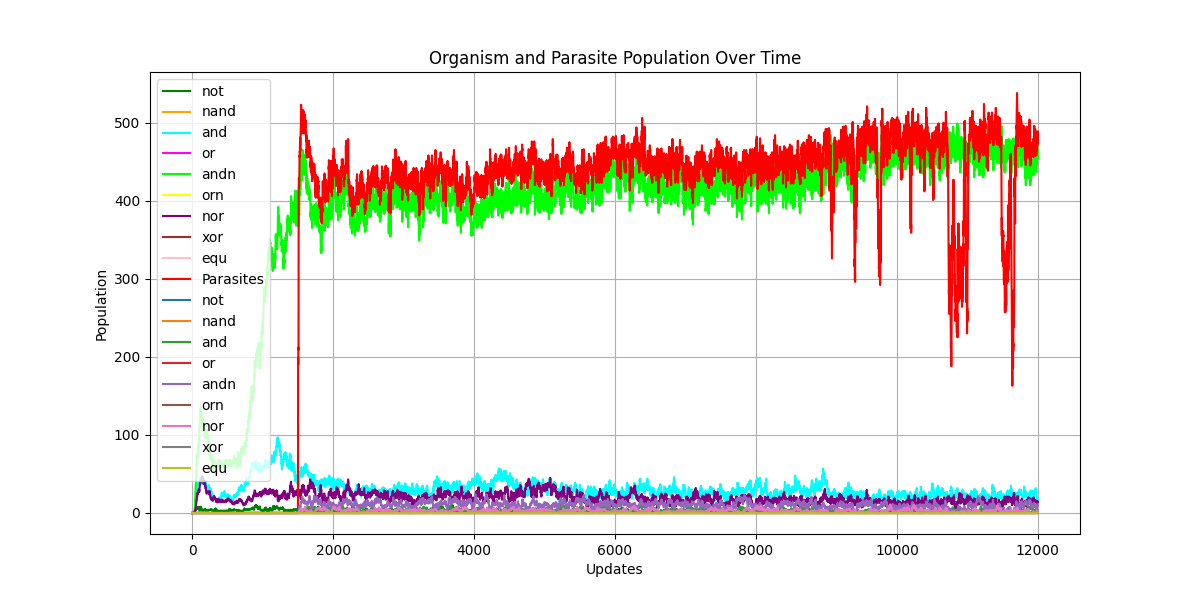 Organism and Parasite Population Over Time
not
nand
and
or
andn
orn
nor
xor
equ
Parasites
not
nand
and
or
andn
orn
nor
xor
equ
500
400
300
200
100
0
Population
0 2000 4000 6000 8000 10000 12000
Updates